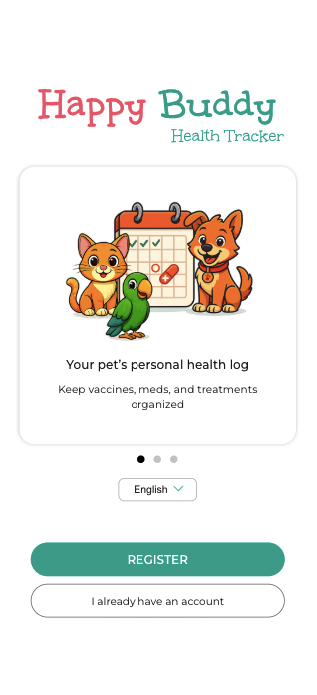 Happy Buddy
Health Tracker
Your pet's personal health log
Keep vaccines, meds, and treatments
organized
English
REGISTER
I already have an account